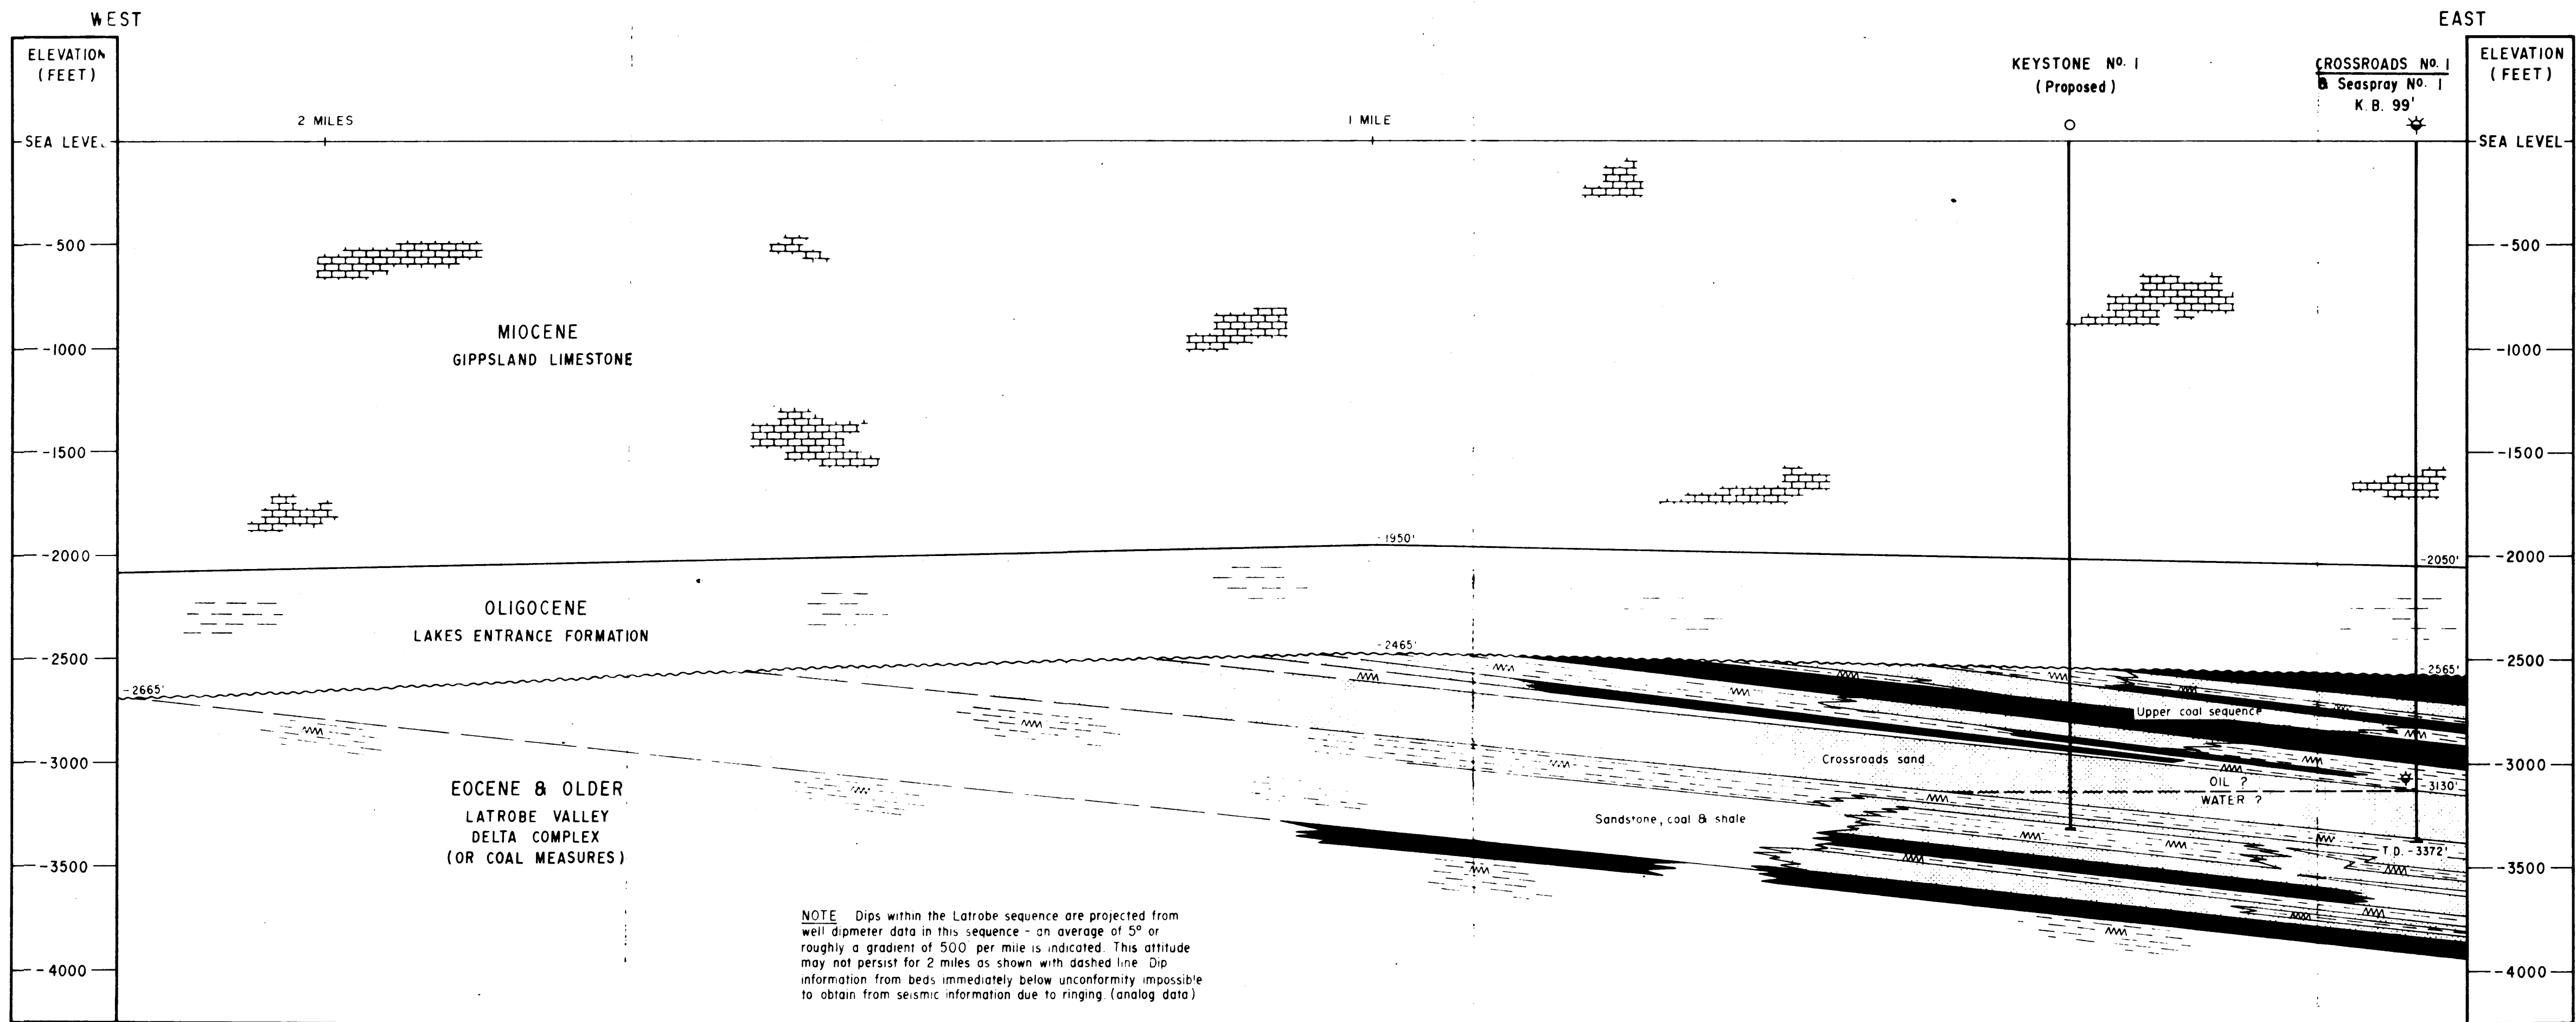 WEST
EAST
ELEVATION
(FEET)
KEYSTONE No. 1
(Proposed)
CROSSROADS No. 1
& Seaspray No. 1
K.B. 99'
ELEVATION
(FEET)
2 MILES
1 MILE
SEA LEVEL
SEA LEVEL
-500
-500
MIOCENE
GIPPSLAND LIMESTONE
-1000
-1000
-1500
-1500
-1950'
-2000
-2000
-2050'
OLIGOCENE
LAKES ENTRANCE FORMATION
-2465'
-2500
-2500
-2565'
-2665'
Upper coal sequence
Crossroads sand
-3000
-3000
OIL ?
WATER ?
-3130'
EOCENE & OLDER
LATROBE VALLEY
DELTA COMPLEX
(OR COAL MEASURES)
Sandstone, coal & shale
T.D. -3372'
-3500
-3500
NOTE Dips within the Latrobe sequence are projected from
well dipmeter data in this sequence - an average of 5° or
roughly a gradient of 500' per mile is indicated. This attitude
may not persist for 2 miles as shown with dashed line Dip
information from beds immediately below unconformity impossible
to obtain from seismic information due to ringing. (analog data)
-4000
-4000